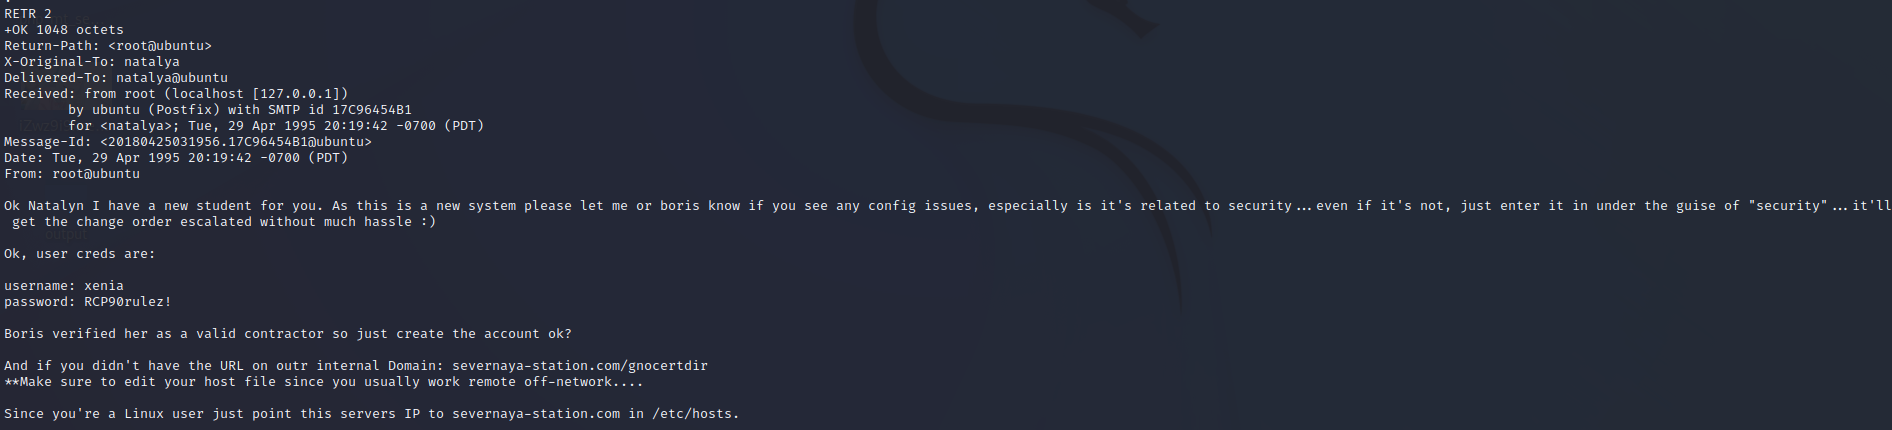 RETR 2
+OK 1048 octets
Return-Path: <root@ubuntu>
X-Original-To: natalya
Delivered-To: natalya@ubuntu
Received: from root (localhost [127.0.0.1])
        by ubuntu (Postfix) with SMTP id 17C96454B1
        for <natalya>; Tue, 29 Apr 1995 20:19:42 -0700 (PDT)
Message-Id: <20180425031956.17C96454B1@ubuntu>
Date: Tue, 29 Apr 1995 20:19:42 -0700 (PDT)
From: root@ubuntu

Ok Natalyn I have a new student for you. As this is a new system please let me or boris know if you see any config issues, especially is it's related to security...even if it's not, just enter it in under the guise of "security"...it'll
 get the change order escalated without much hassle :)

Ok, user creds are:

username: xenia
password: RCP90rulez!

Boris verified her as a valid contractor so just create the account ok?

And if you didn't have the URL on outr internal Domain: severnaya-station.com/gnocertdir
**Make sure to edit your host file since you usually work remote off-network....

Since you're a Linux user just point this servers IP to severnaya-station.com in /etc/hosts.